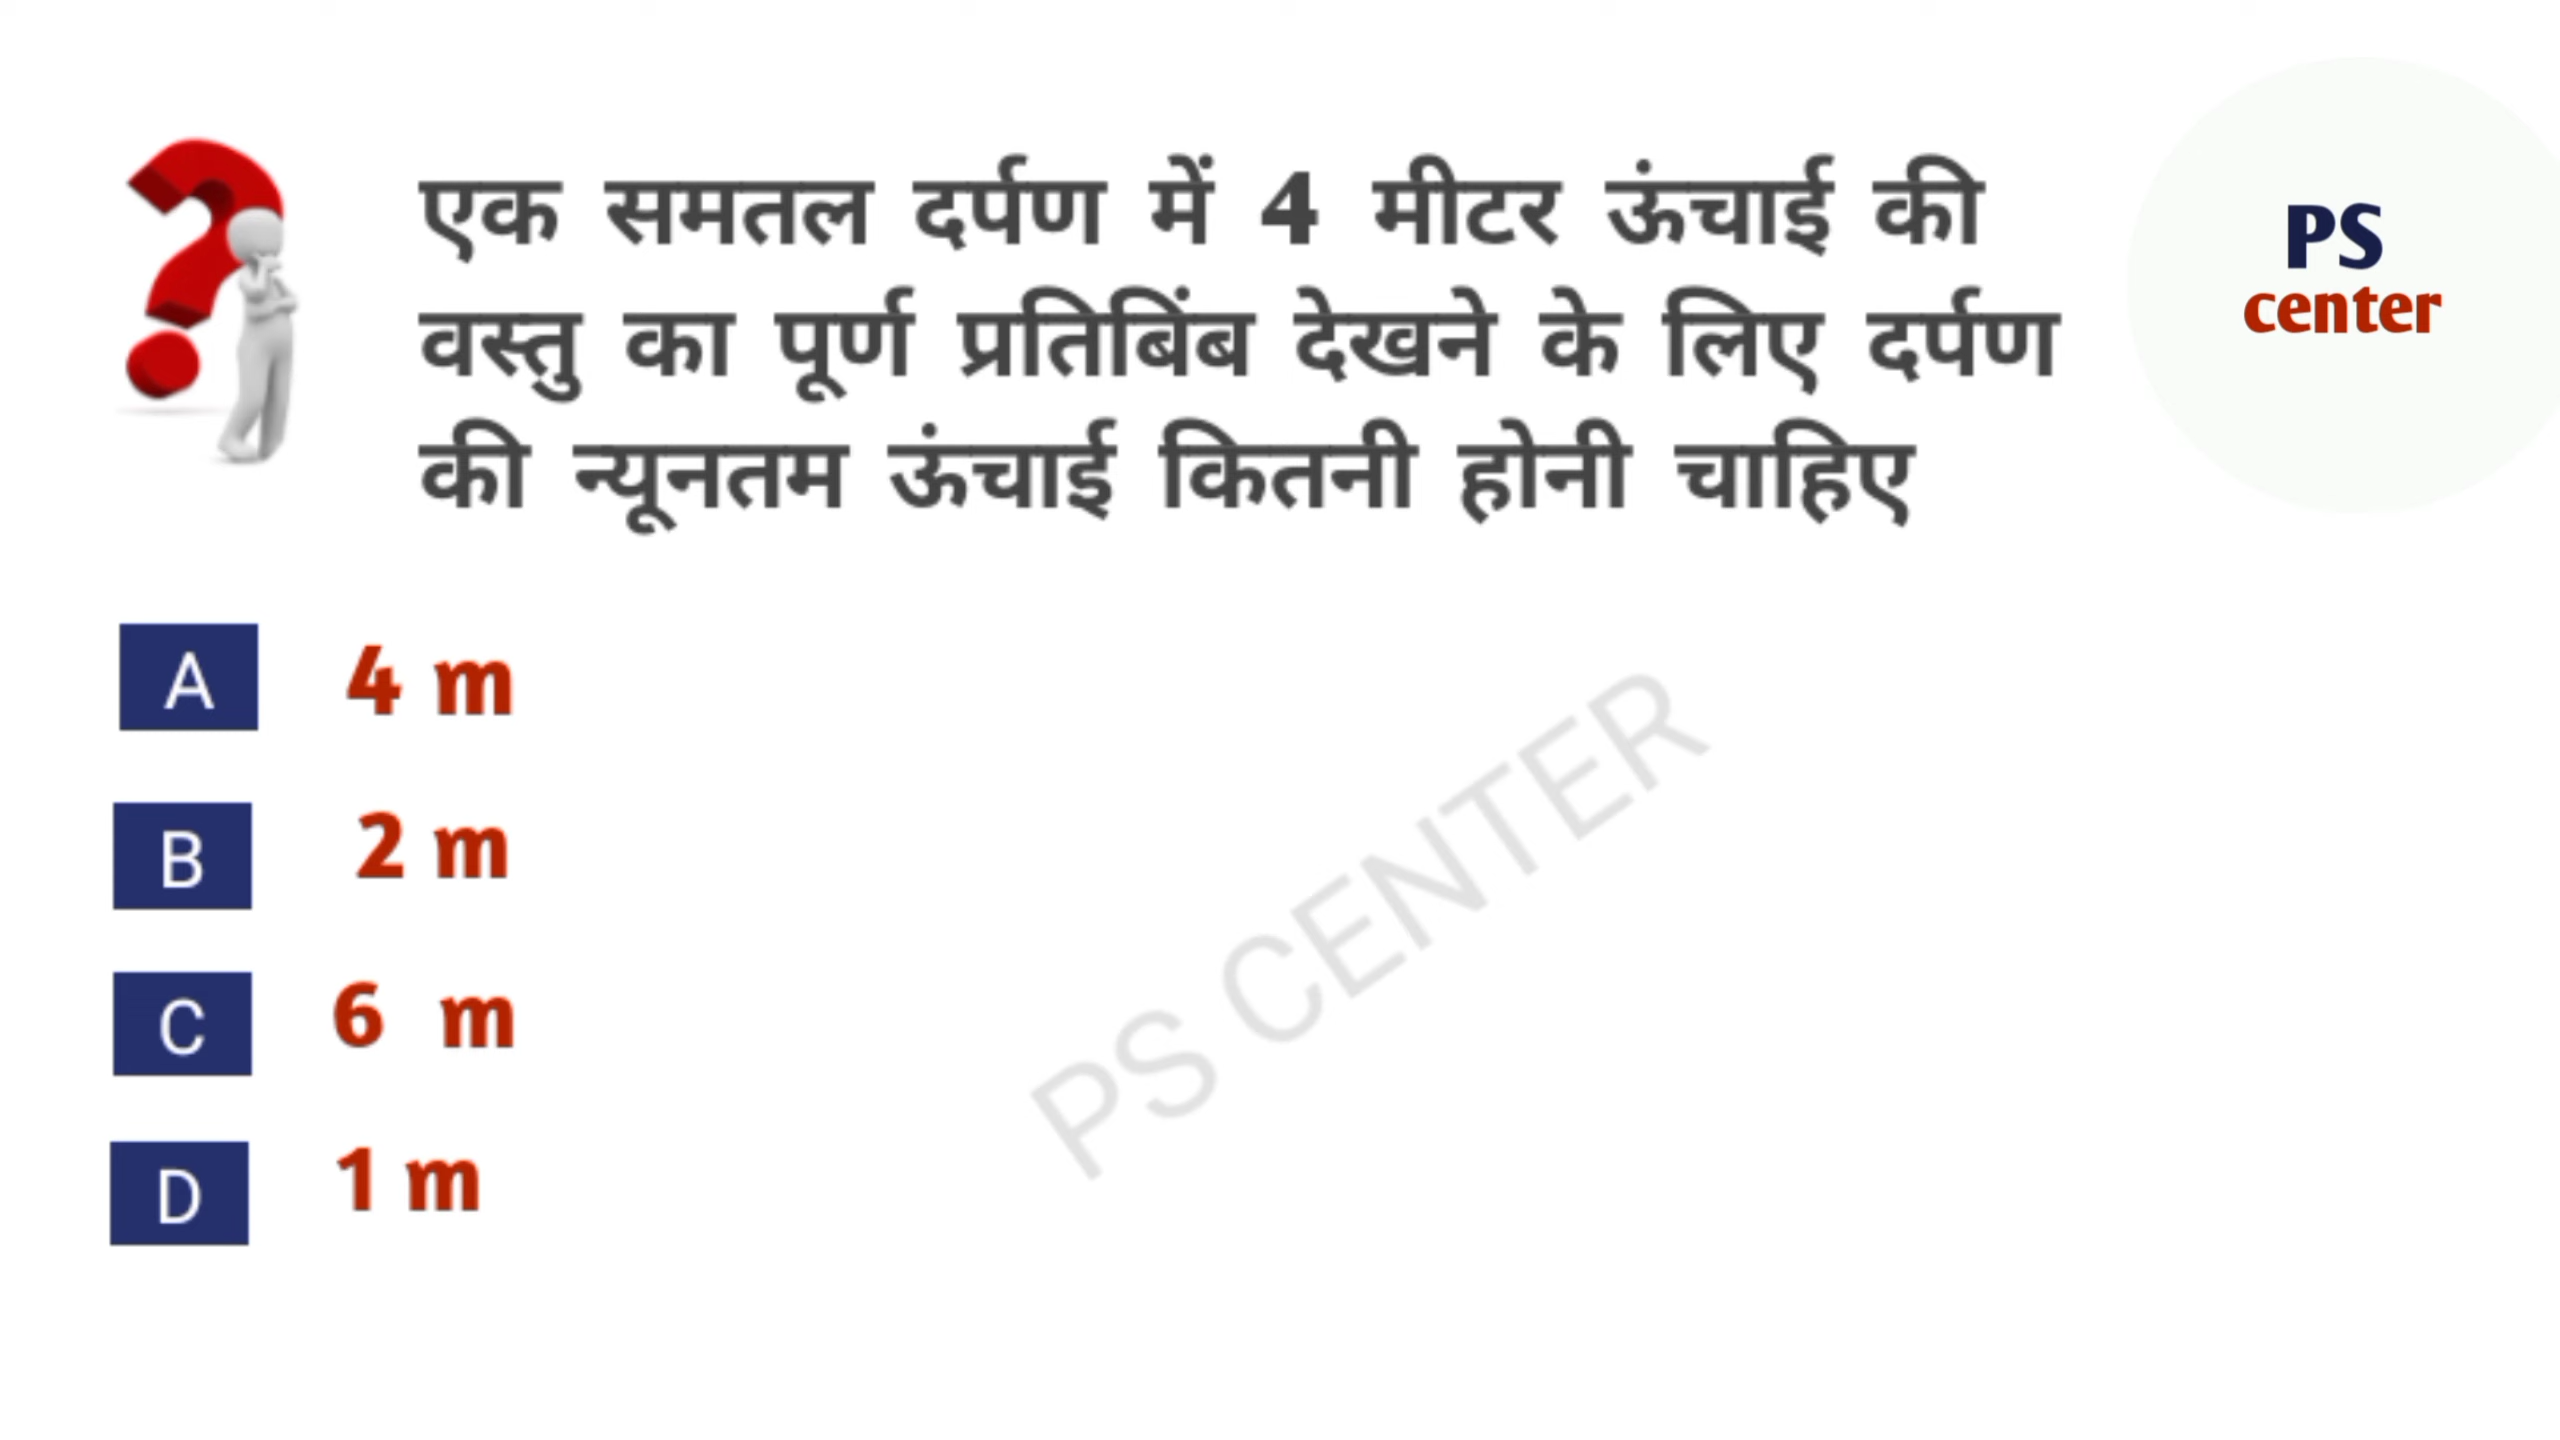 एक समतल दर्पण में 4 मीटर ऊंचाई की
वस्तु का पूर्ण प्रतिबिंब देखने के लिए दर्पण
की न्यूनतम ऊंचाई कितनी होनी चाहिए
PS
center
A 4 m
B 2 m
C 6 m
D 1 m
PS CENTER